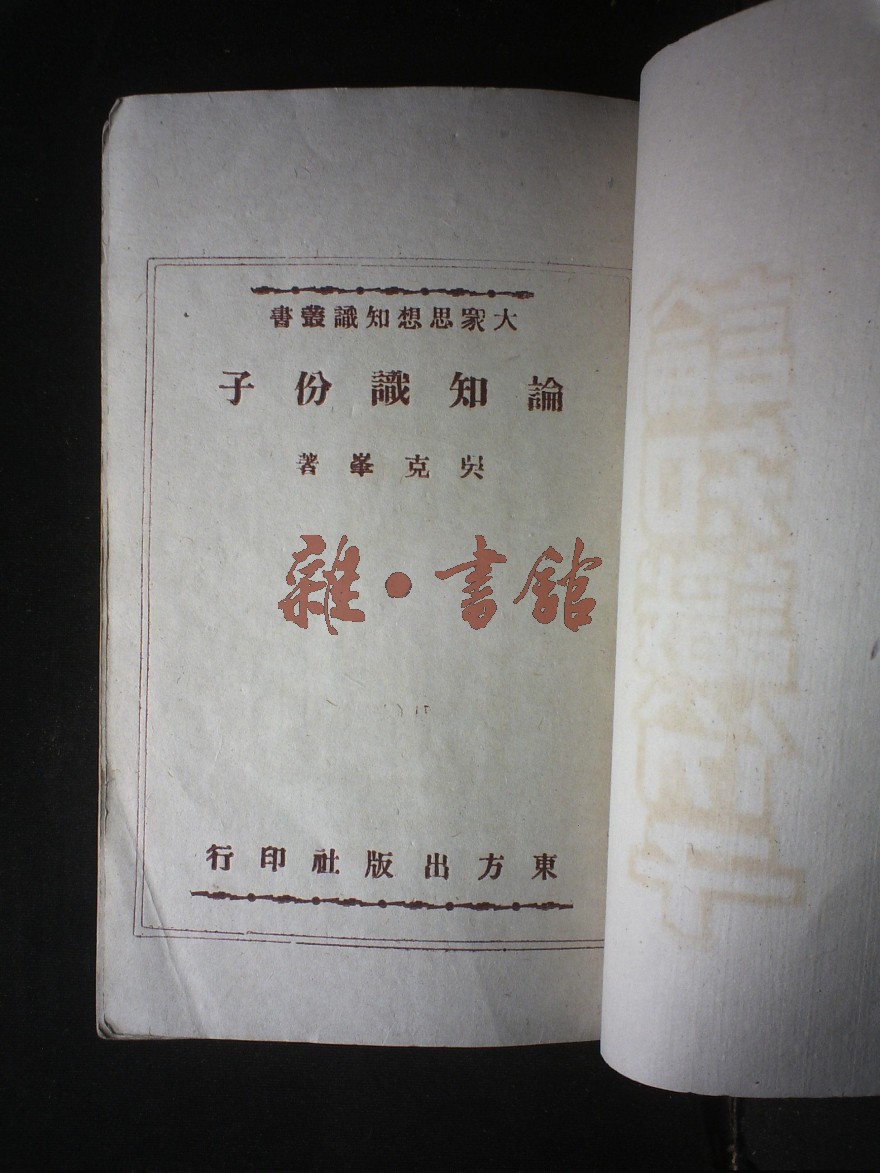 大家思想知識叢書
論知識份子
吳克峯著
雜·書館
東方出版社印行